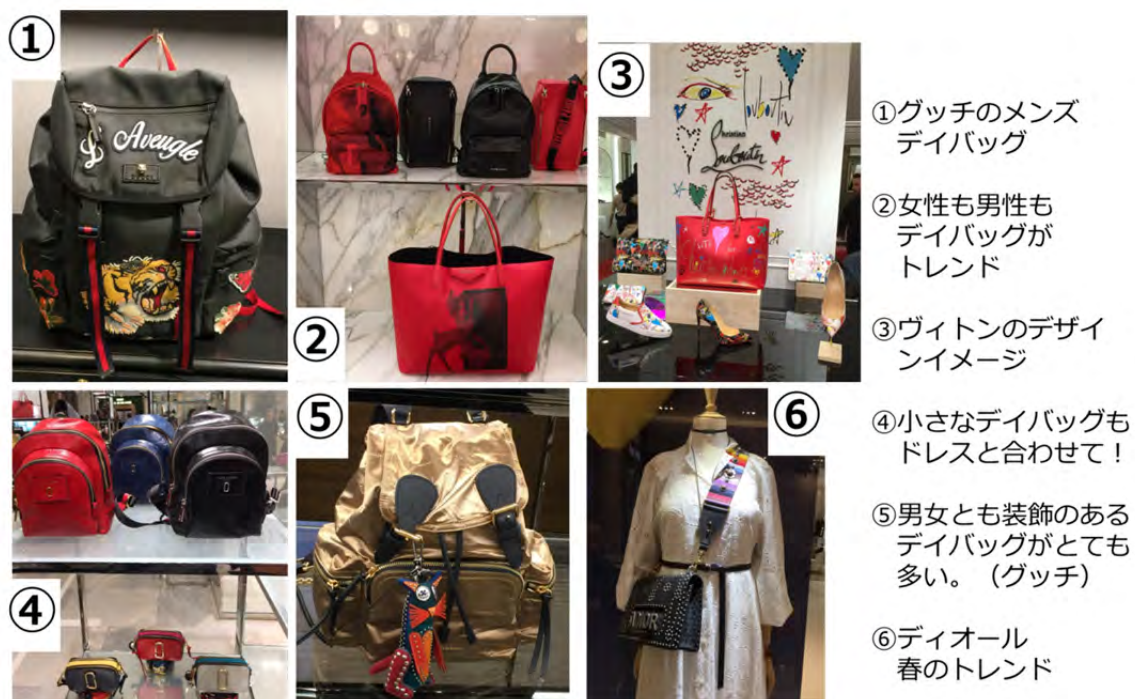 ①
Aveugle
②
③
Christian
Louboutin
①グッチのメンズ
デイバッグ
②女性も男性も
デイバッグが
トレンド
③ヴィトンのデザイ
ンイメージ
④
⑤
⑥
DIOR
④小さなデイバッグも
ドレスと合わせて！
⑤男女とも装飾のある
デイバッグがとても
多い。（グッチ）
⑥ディオール
春のトレンド